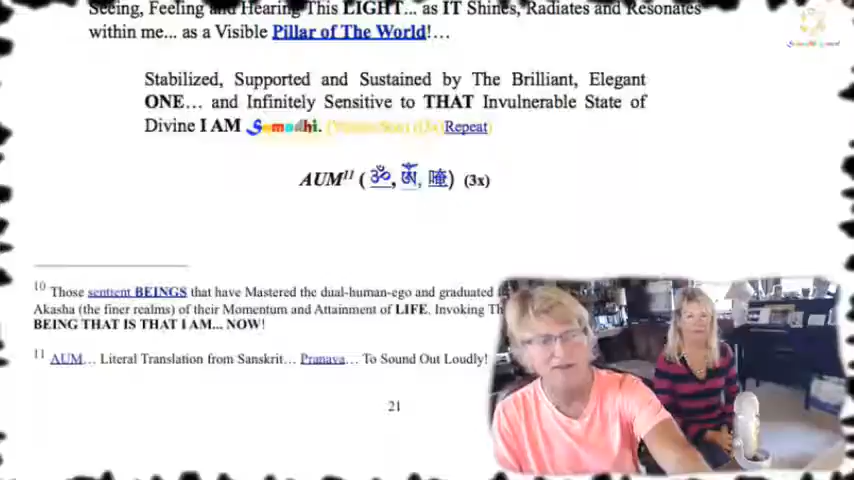 Seeing, Feeling and Hearing This LIGHT... as IT Shines, Radiates and Resonates
within me... as a Visible Pillar of The World!…
Stabilized, Supported and Sustained by The Brilliant, Elegant
ONE… and Infinitely Sensitive to THAT Invulnerable State of
Divine I AM Samadhi. (3x) Repeat)
AUM¹¹ ( ॐ, ༀ, 唵) (3x)
10 Those sentient BEINGS that have Mastered the dual-human-ego and graduated
Akasha (the finer realms) of their Momentum and Attainment of LIFE, Invoking
BEING THAT IS THAT I AM... NOW!
11 AUM… Literal Translation from Sanskrit… Pranava… To Sound Out Loudly!
21